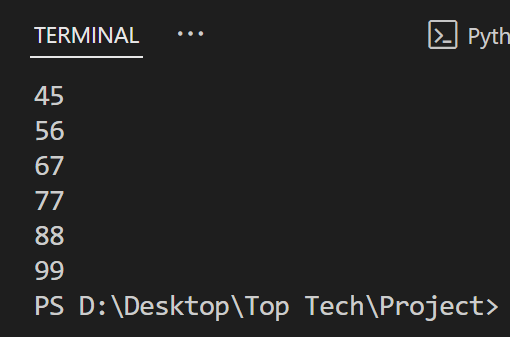 TERMINAL ...
Pyth
45
56
67
77
88
99
PS D:\Desktop\Top Tech\Project>